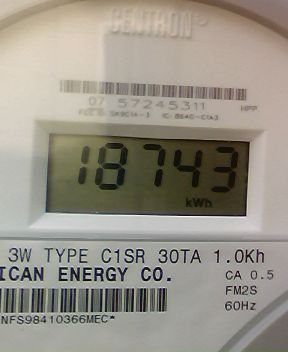 CENTRON
07 57245311 HPP
18743
kWh
3W TYPE C1SR 30TA 1.0Kh
ICAN ENERGY CO. CA 0.5
FM2S
60Hz
NFS98410366MEC*